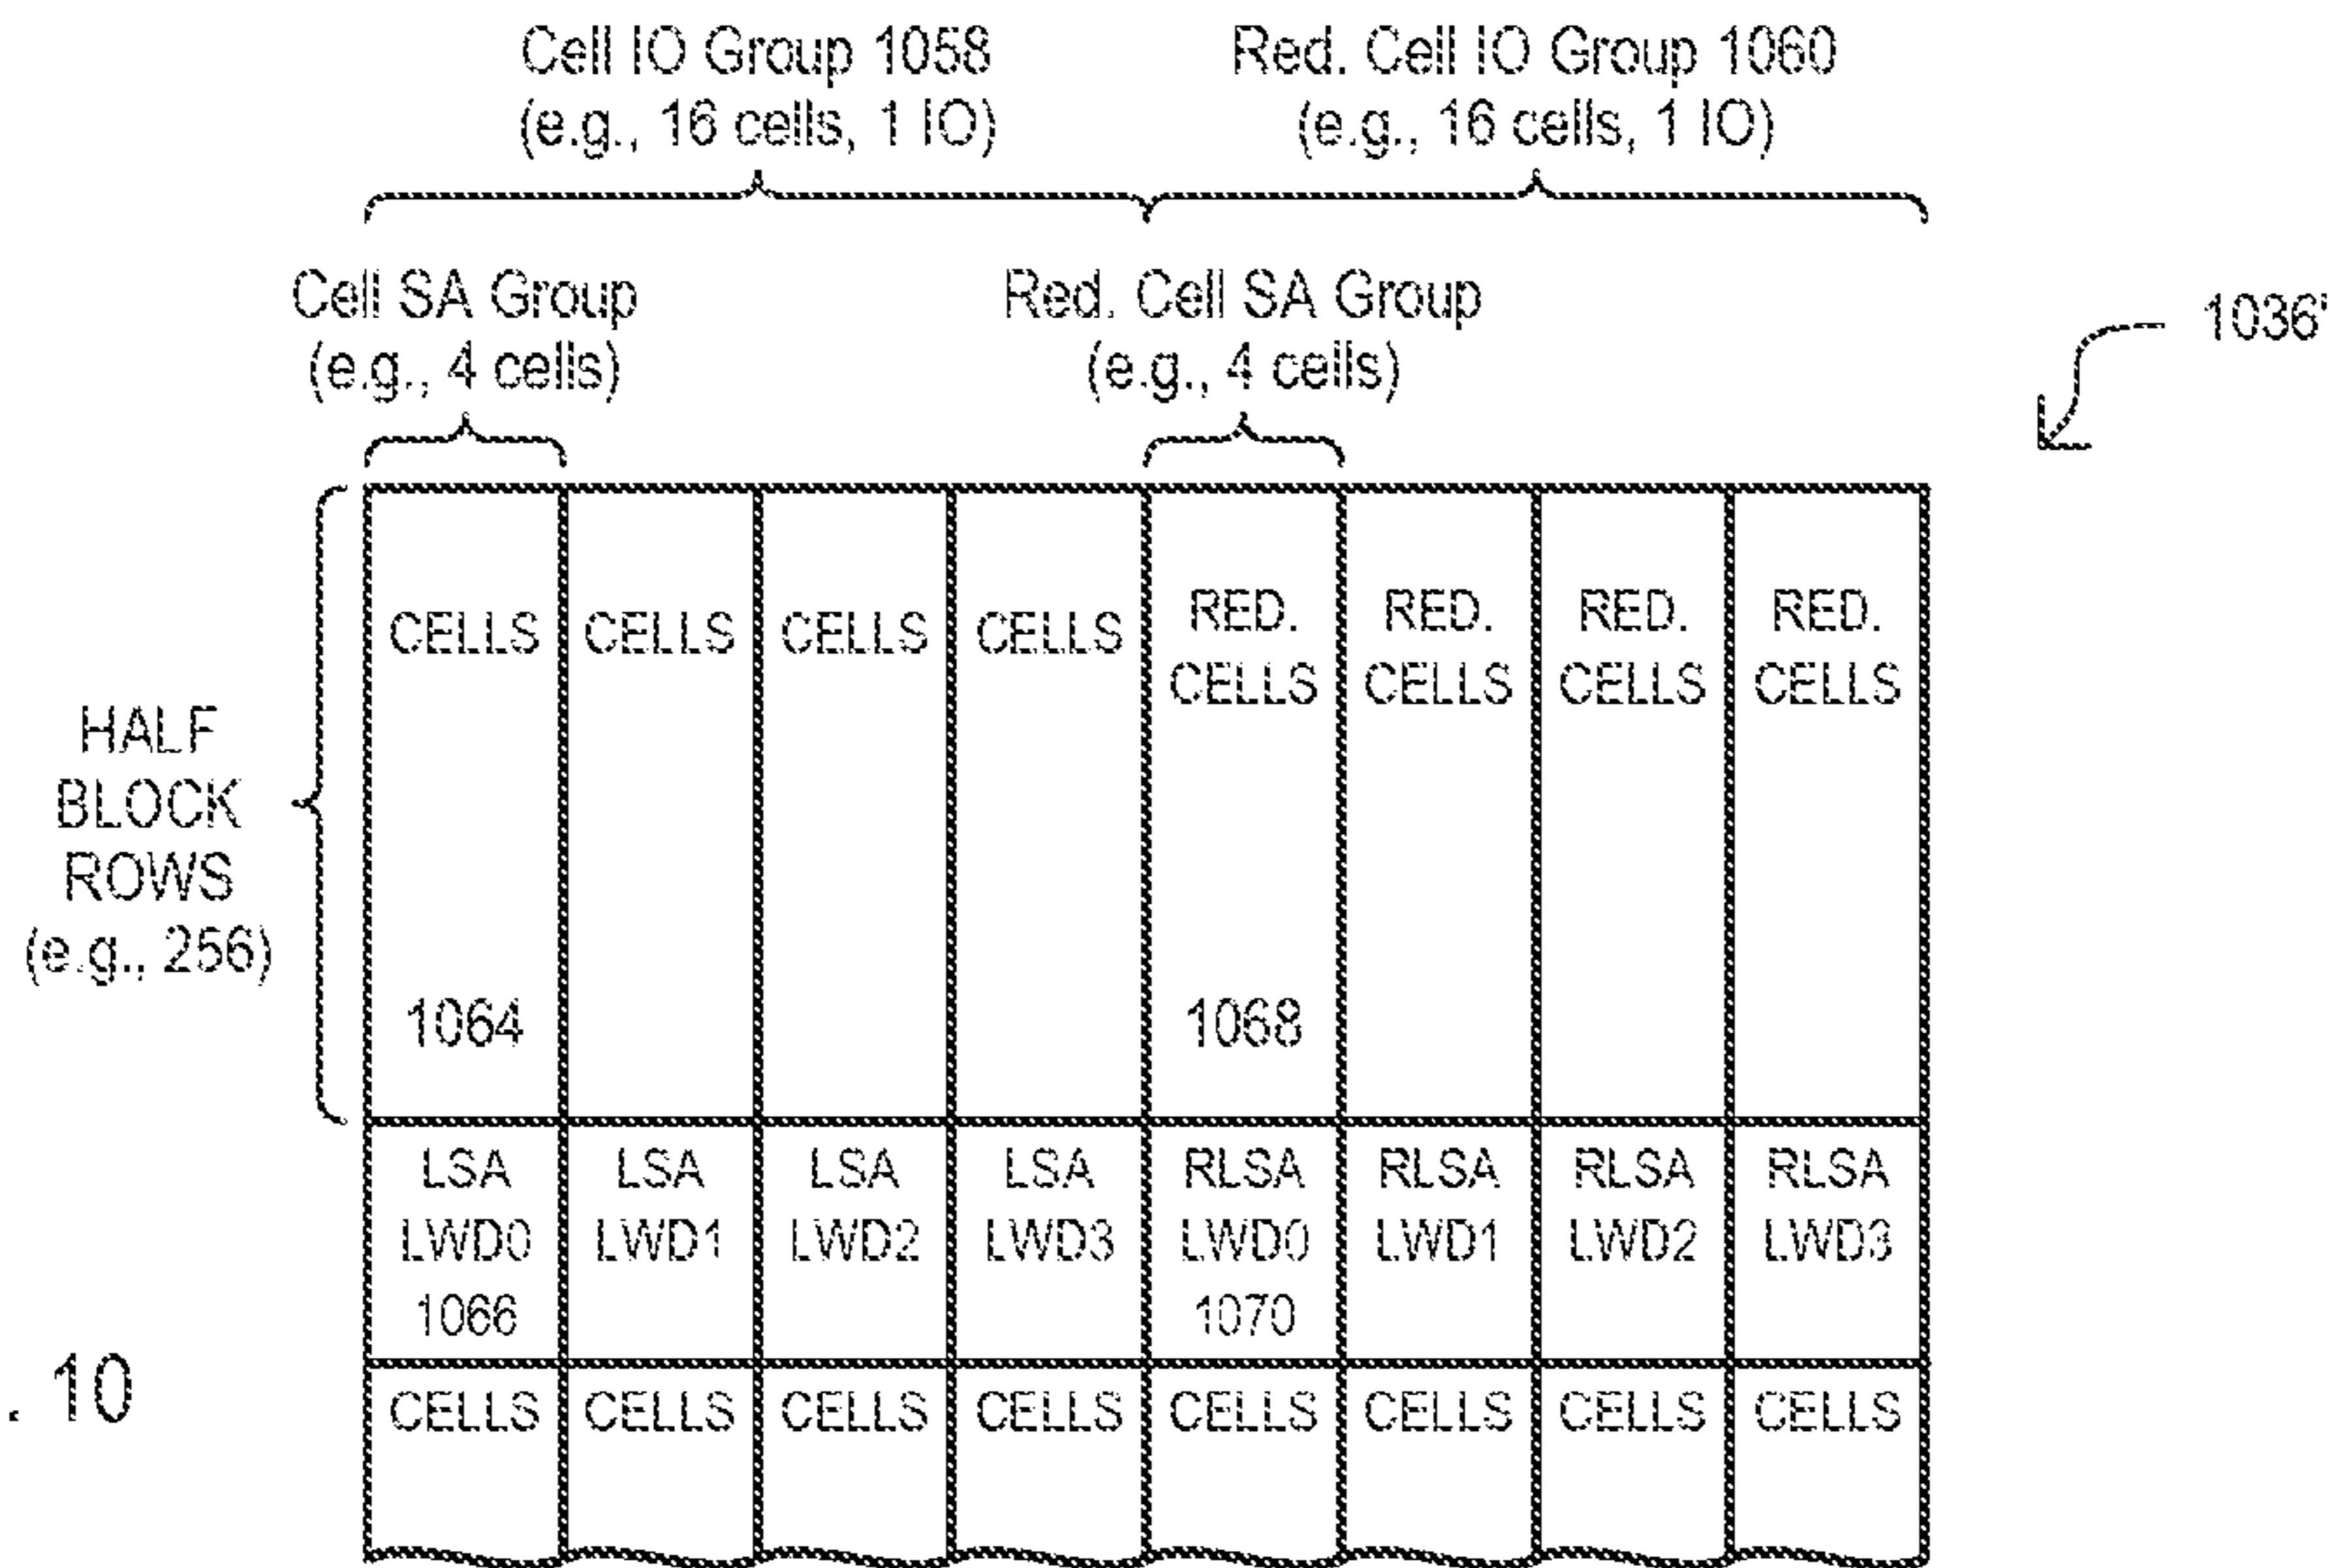 Cell IO Group 1058
(e.g., 16 cells, 1 IO)
Red. Cell IO Group 1060
(e.g., 16 cells, 1 IO)
Cell SA Group
(e.g., 4 cells)
Red. Cell SA Group
(e.g., 4 cells)
1036'
HALF
BLOCK
ROWS
(e.g., 256)
CELLS CELLS CELLS CELLS RED. CELLS RED. CELLS RED. CELLS RED. CELLS
1064 1068
LSA LSA LSA LSA RLSA RLSA RLSA RLSA
LWD0 LWD1 LWD2 LWD3 LWD0 LWD1 LWD2 LWD3
1066 1070
. 10
CELLS CELLS CELLS CELLS CELLS CELLS CELLS CELLS